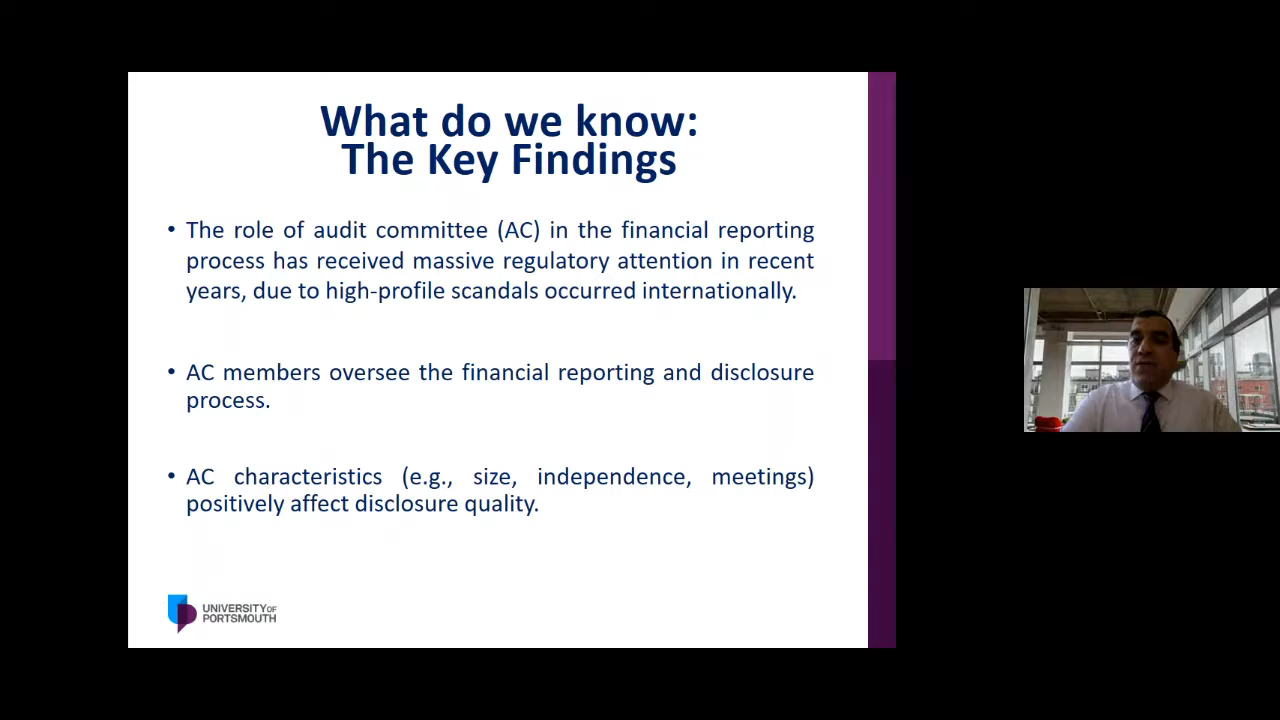 What do we know:
The Key Findings
• The role of audit committee (AC) in the financial reporting
process has received massive regulatory attention in recent
years, due to high-profile scandals occurred internationally.
• AC members oversee the financial reporting and disclosure
process.
• AC characteristics (e.g., size, independence, meetings)
positively affect disclosure quality.
UNIVERSITY OF
PORTSMOUTH